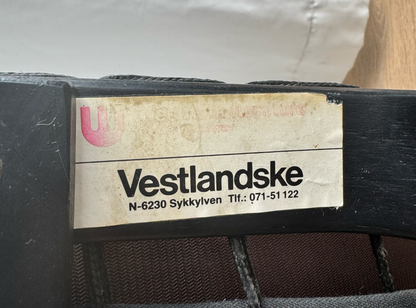 Vestlandske
N-6230 Sykkylven Tlf.: 071-51 122